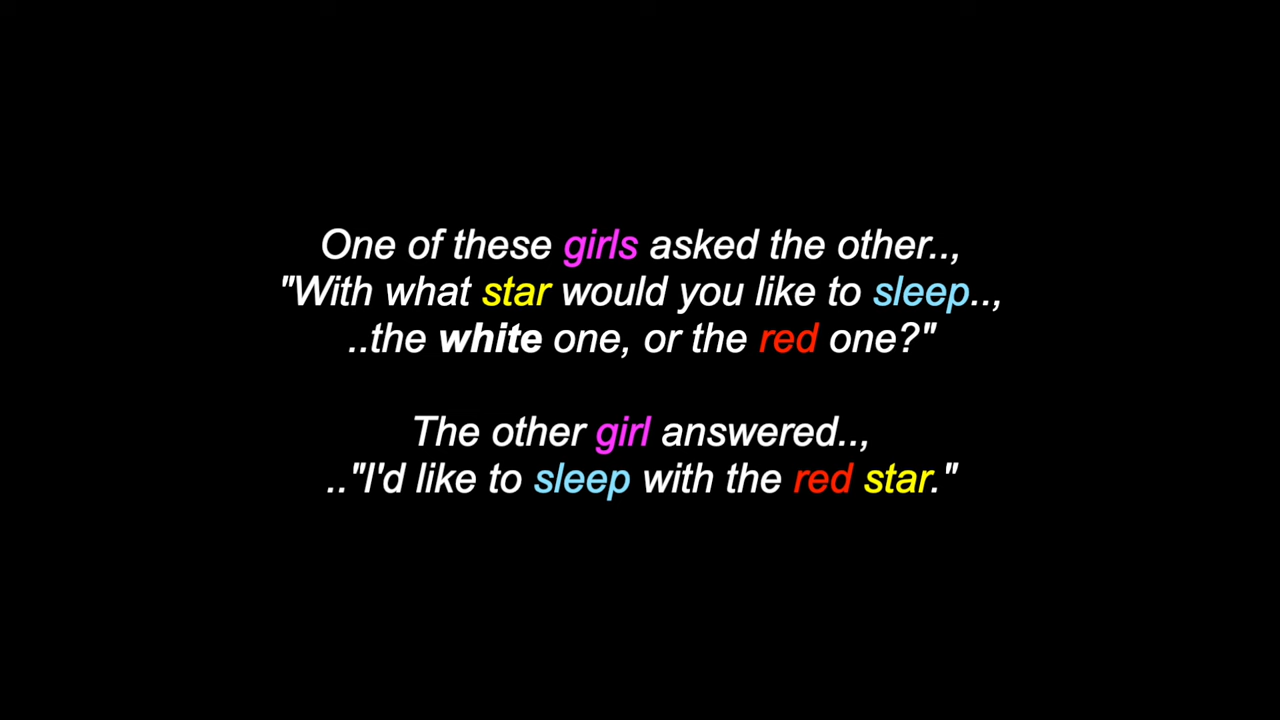 One of these girls asked the other..,
"With what star would you like to sleep..,
..the white one, or the red one?"
The other girl answered..,
.."I'd like to sleep with the red star."